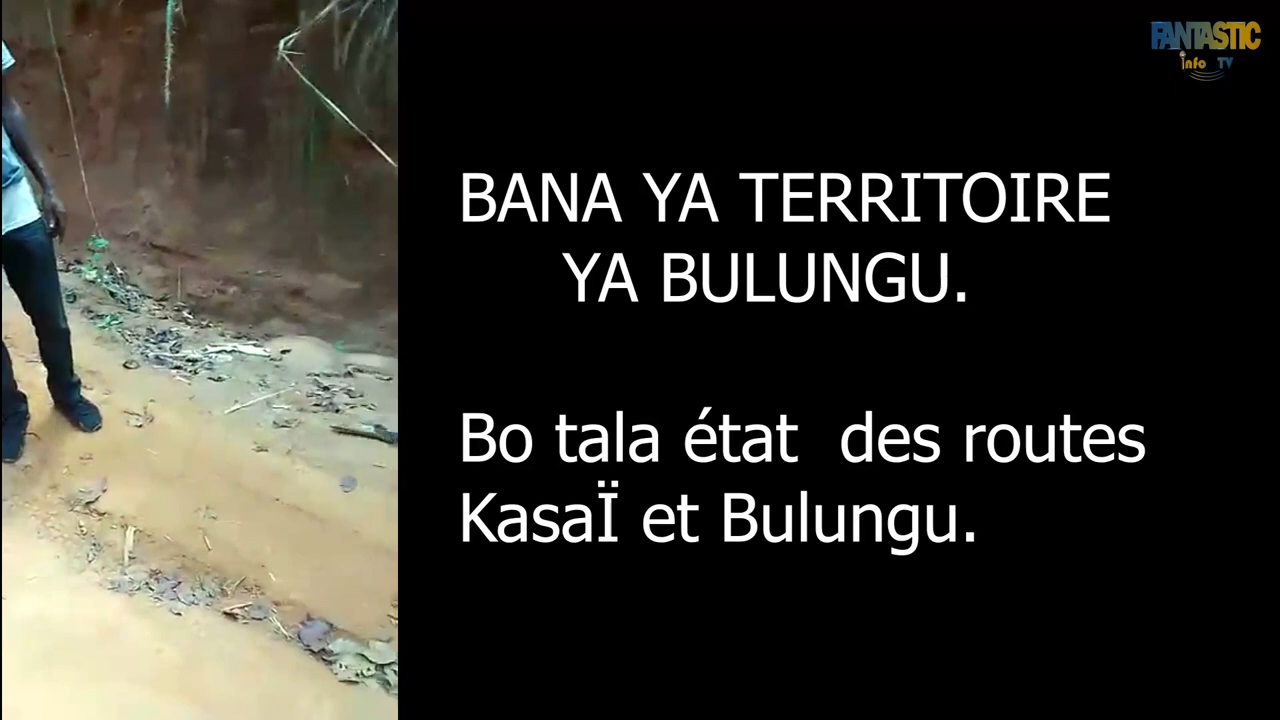 FANTASTIC
info TV
BANA YA TERRITOIRE
YA BULUNGU.
Bo tala état des routes
KasaÏ et Bulungu.